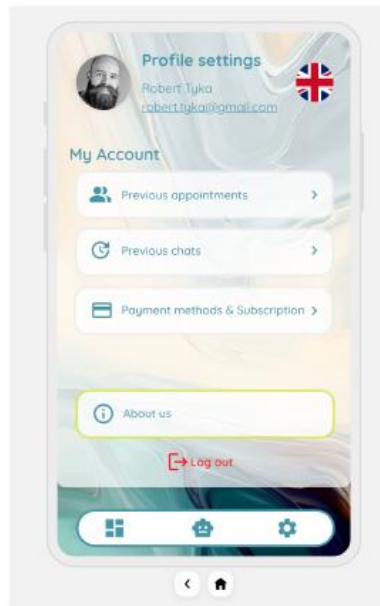 Profile settings
Robert Tyka
robert.tyka@gmail.com
My Account
Previous appointments
Previous chats
Payment methods & Subscription
About us
Log out